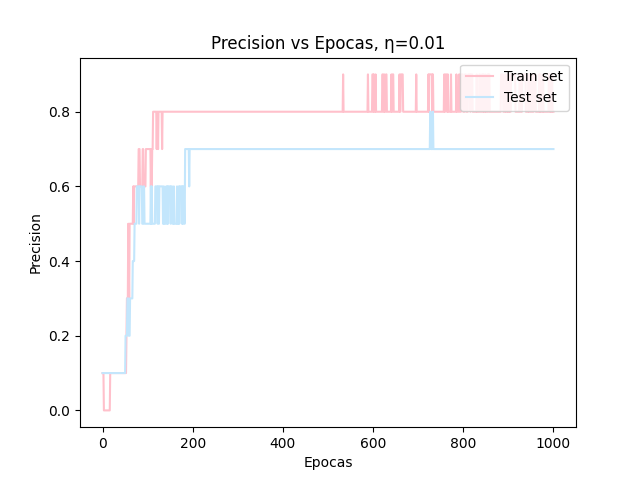 Precision vs Epocas, η=0.01
Train set
Test set
0.8
0.6
0.4
0.2
0.0
Precision
0
200
400
600
800
1000
Epocas